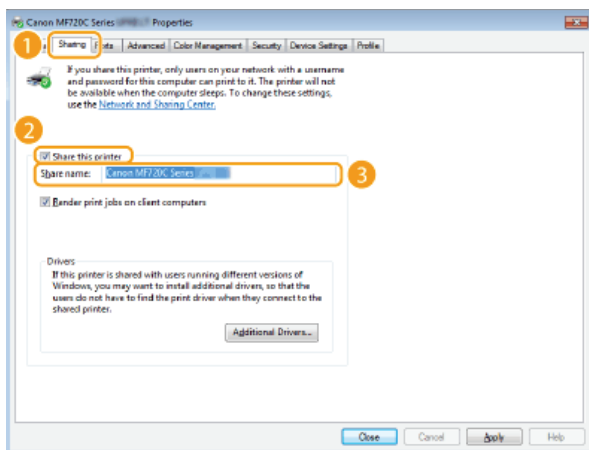 Canon MF720C Series Properties
1
Sharing Ports Advanced Color Management Security Device Settings Profile
If you share this printer, only users on your network with a username
and password for this computer can print to it. The printer will not
be available when the computer sleeps. To change these settings,
use the Network and Sharing Center.
2
Share this printer
Share name: Canon MF720C Series
3
Render print jobs on client computers
Drivers
If this printer is shared with users running different versions of
Windows, you may want to install additional drivers, so that the
users do not have to find the print driver when they connect to the
shared printer.
Additional Drivers...
Close Cancel Apply Help